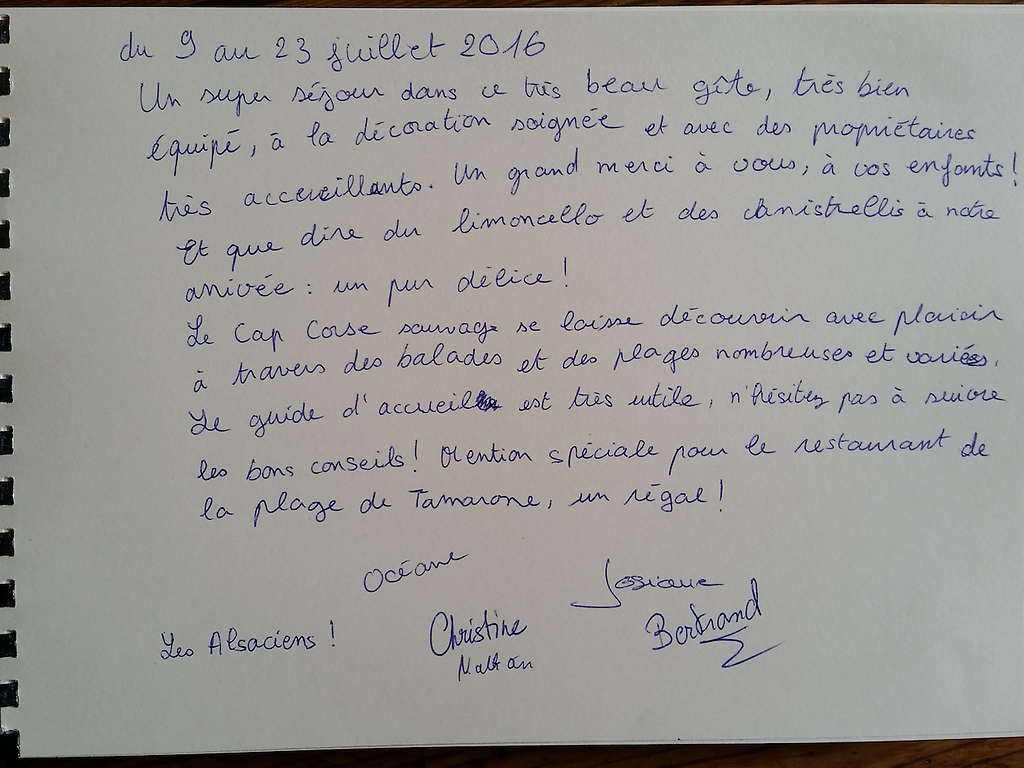 du 9 au 23 juillet 2016
Un super séjour dans ce très beau gîte, très bien
équipé, à la décoration soignée et avec des propriétaires
très accueillants. Un grand merci à vous, à vos enfants !
Et que dire du limoncello et des canistrellis à notre
arrivée : un pur délice !
Le Cap Corse sauvage se laisse découvrir avec plaisir
à travers des balades et des plages nombreuses et variées.
Le guide d'accueil est très utile, n'hésitez pas à suivre
les bons conseils ! Mention spéciale pour le restaurant de
la plage de Tamarone, un régal !
Océane
Josiane
Les Alsaciens !
Christine
Bertrand